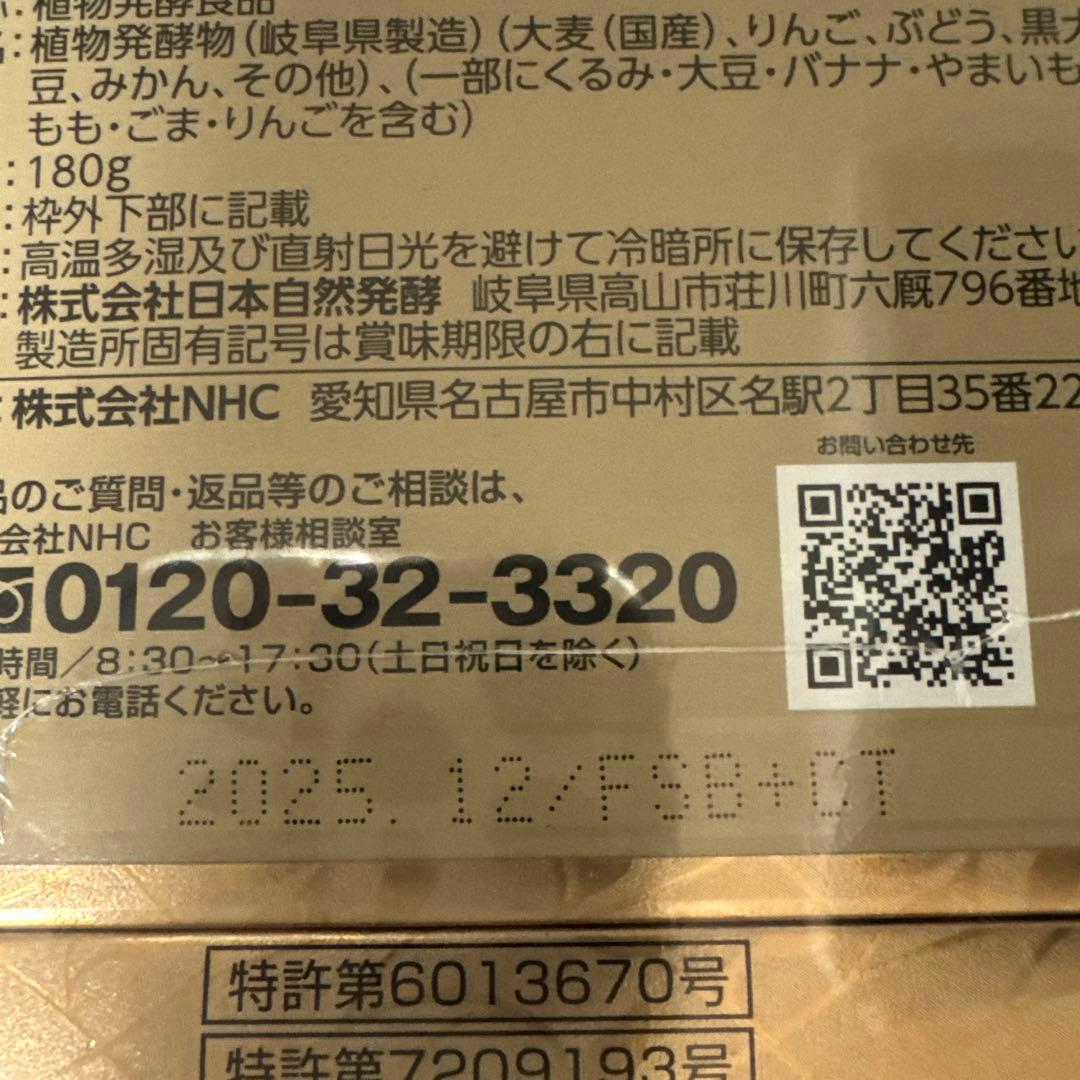 植物発酵食品
植物発酵物(岐阜県製造)(大麦(国産)、りんご、ぶどう、黒大
豆、みかん、その他)、(一部にくるみ・大豆・バナナ・やまいも
もも・ごま・りんごを含む)
:180g
:枠外下部に記載
:高温多湿及び直射日光を避けて冷暗所に保存してください
:株式会社日本自然発酵 岐阜県高山市荘川町六厩796番地
製造所固有記号は賞味期限の右に記載
株式会社NHC 愛知県名古屋市中村区名駅2丁目35番22
お問い合わせ先
品のご質問・返品等のご相談は、
会社NHC お客様相談室
0120-32-3320
時間/8:30〜17:30(土日祝日を除く)
軽にお電話ください。
2025.12/FSB+GT
特許第6013670号
特許第7209193号